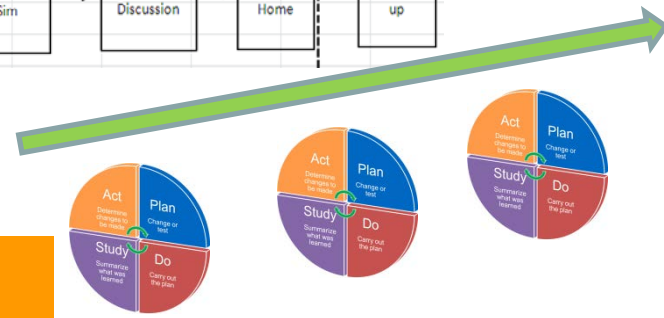 Sim
Discussion
Home
up
Act
Determine
changes to
be made
Plan
Change or
test
Study
Summarize
what was
learned
Do
Carry out
the plan
Act
Determine
changes to
be made
Plan
Change or
test
Study
Summarize
what was
learned
Do
Carry out
the plan
Act
Determine
changes to
be made
Plan
Change or
test
Study
Summarize
what was
learned
Do
Carry out
the plan